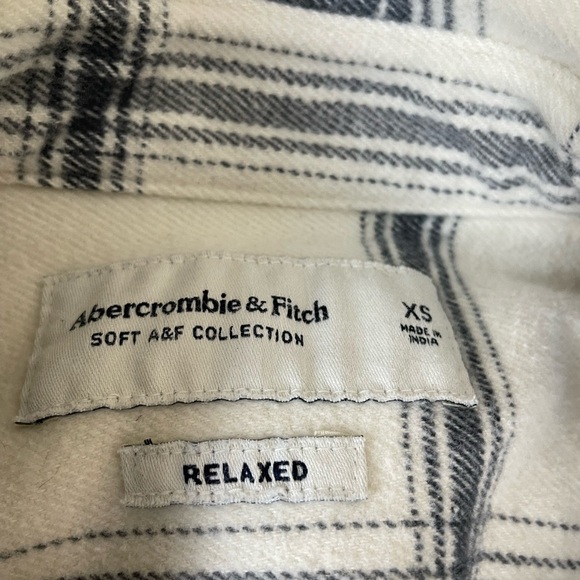 Abercrombie & Fitch
SOFT A&F COLLECTION
XS
MADE IN
INDIA
RELAXED